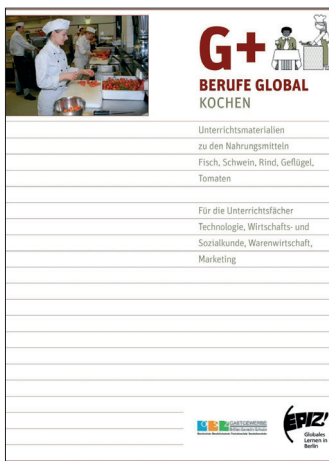 G+
BERUFE GLOBAL
KOCHEN
Unterrichtsmaterialien
zu den Nahrungsmitteln
Fisch, Schwein, Rind, Geflügel,
Tomaten
Für die Unterrichtsfächer
Technologie, Wirtschafts- und
Sozialkunde, Warenwirtschaft,
Marketing
GASTGEWERBE
EPIZ!
Globales
Lernen in
Berlin